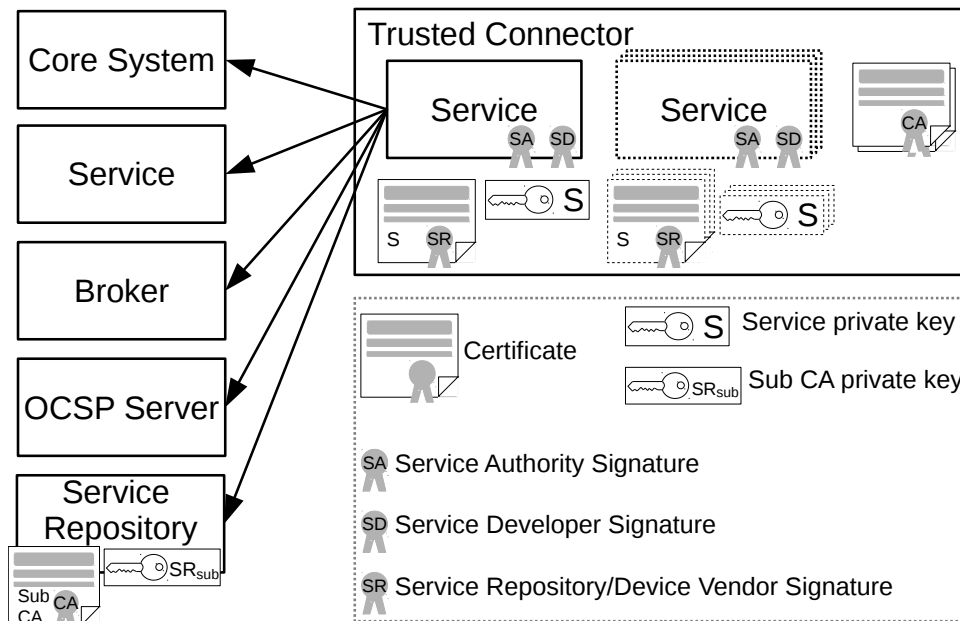 Core System
Service
Broker
OCSP Server
Service
Repository
Sub
CA
CA
SRsub
Trusted Connector
Service
SA
SD
Service
SA
SD
CA
S
SR
S
S
SR
S
Certificate
S
Service private key
SRsub
Sub CA private key
SA
Service Authority Signature
SD
Service Developer Signature
SR
Service Repository/Device Vendor Signature